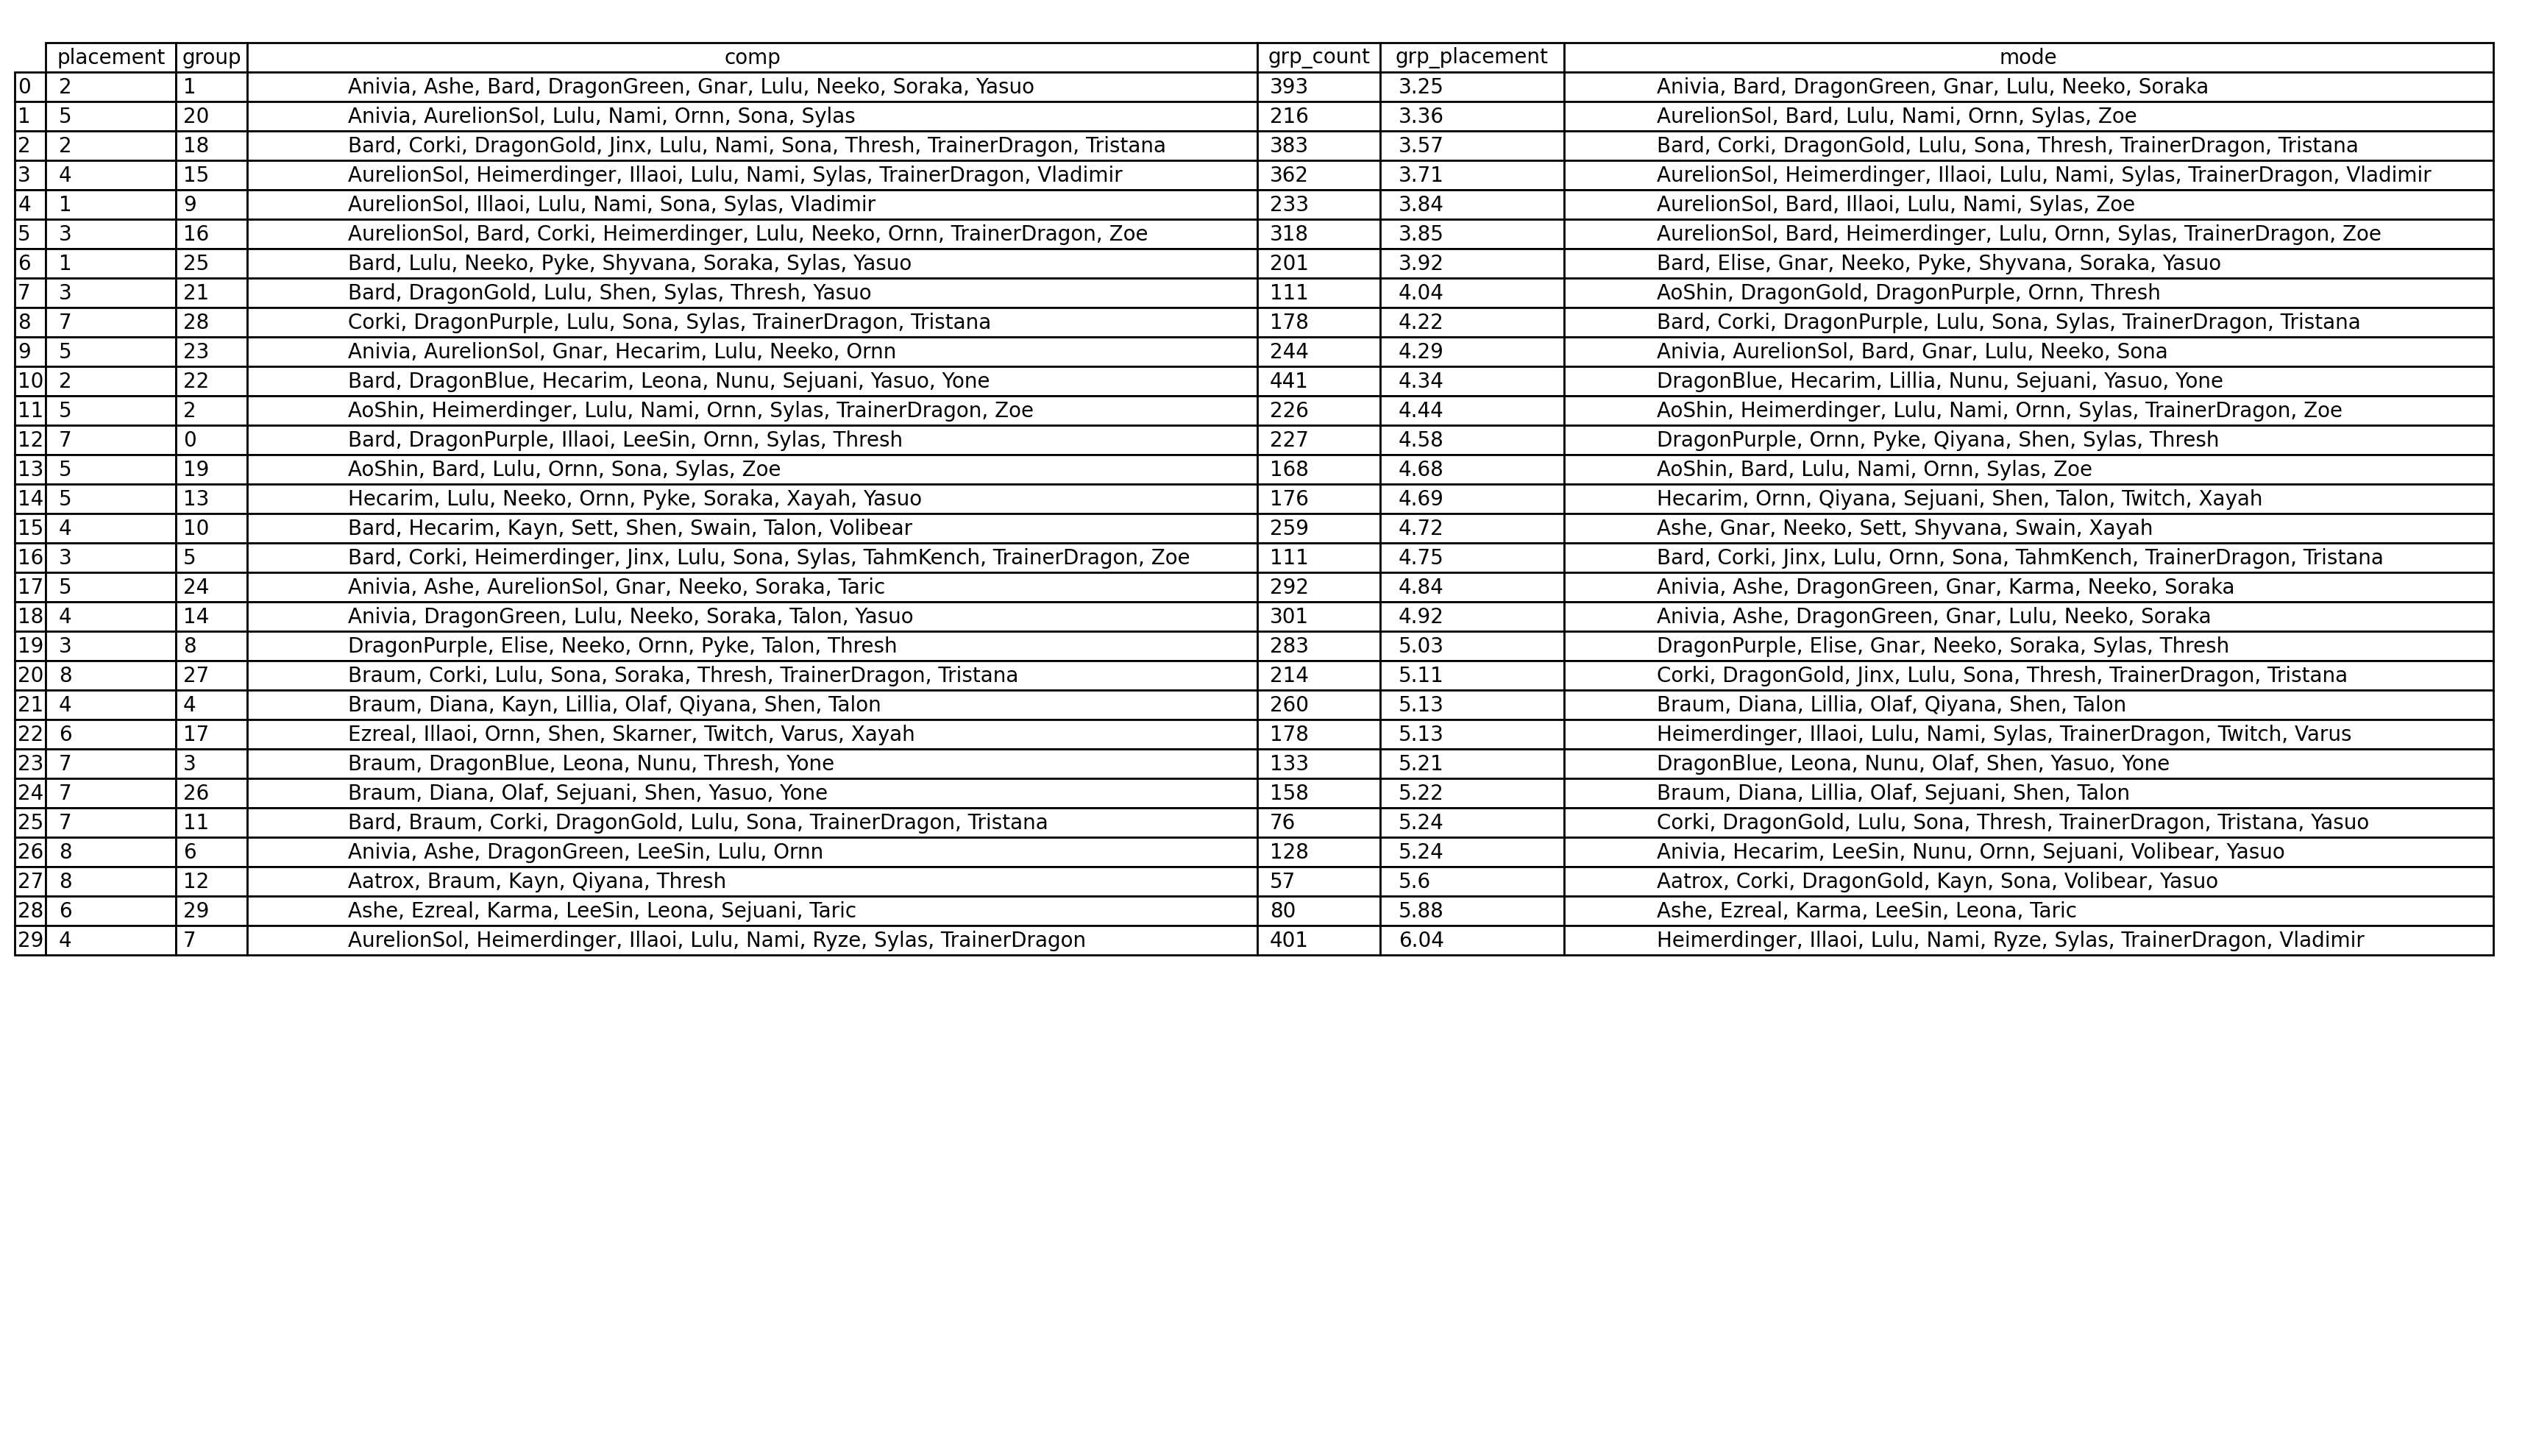 placement group comp grp_count grp_placement mode
0 2 1 Anivia, Ashe, Bard, DragonGreen, Gnar, Lulu, Neeko, Soraka, Yasuo 393 3.25 Anivia, Bard, DragonGreen, Gnar, Lulu, Neeko, Soraka
1 5 20 Anivia, AurelionSol, Lulu, Nami, Ornn, Sona, Sylas 216 3.36 AurelionSol, Bard, Lulu, Nami, Ornn, Sylas, Zoe
2 2 18 Bard, Corki, DragonGold, Jinx, Lulu, Nami, Sona, Thresh, TrainerDragon, Tristana 383 3.57 Bard, Corki, DragonGold, Lulu, Sona, Thresh, TrainerDragon, Tristana
3 4 15 AurelionSol, Heimerdinger, Illaoi, Lulu, Nami, Sylas, TrainerDragon, Vladimir 362 3.71 AurelionSol, Heimerdinger, Illaoi, Lulu, Nami, Sylas, TrainerDragon, Vladimir
4 1 9 AurelionSol, Illaoi, Lulu, Nami, Sona, Sylas, Vladimir 233 3.84 AurelionSol, Bard, Illaoi, Lulu, Nami, Sylas, Zoe
5 3 16 AurelionSol, Bard, Corki, Heimerdinger, Lulu, Neeko, Ornn, TrainerDragon, Zoe 318 3.85 AurelionSol, Bard, Heimerdinger, Lulu, Ornn, Sylas, TrainerDragon, Zoe
6 1 25 Bard, Lulu, Neeko, Pyke, Shyvana, Soraka, Sylas, Yasuo 201 3.92 Bard, Elise, Gnar, Neeko, Pyke, Shyvana, Soraka, Yasuo
7 3 21 Bard, DragonGold, Lulu, Shen, Sylas, Thresh, Yasuo 111 4.04 AoShin, DragonGold, DragonPurple, Ornn, Thresh
8 7 28 Corki, DragonPurple, Lulu, Sona, Sylas, TrainerDragon, Tristana 178 4.22 Bard, Corki, DragonPurple, Lulu, Sona, Sylas, TrainerDragon, Tristana
9 5 23 Anivia, AurelionSol, Gnar, Hecarim, Lulu, Neeko, Ornn 244 4.29 Anivia, AurelionSol, Bard, Gnar, Lulu, Neeko, Sona
10 2 22 Bard, DragonBlue, Hecarim, Leona, Nunu, Sejuani, Yasuo, Yone 441 4.34 DragonBlue, Hecarim, Lillia, Nunu, Sejuani, Yasuo, Yone
11 5 2 AoShin, Heimerdinger, Lulu, Nami, Ornn, Sylas, TrainerDragon, Zoe 226 4.44 AoShin, Heimerdinger, Lulu, Nami, Ornn, Sylas, TrainerDragon, Zoe
12 7 0 Bard, DragonPurple, Illaoi, LeeSin, Ornn, Sylas, Thresh 227 4.58 DragonPurple, Ornn, Pyke, Qiyana, Shen, Sylas, Thresh
13 5 19 AoShin, Bard, Lulu, Ornn, Sona, Sylas, Zoe 168 4.68 AoShin, Bard, Lulu, Nami, Ornn, Sylas, Zoe
14 5 13 Hecarim, Lulu, Neeko, Ornn, Pyke, Soraka, Xayah, Yasuo 176 4.69 Hecarim, Ornn, Qiyana, Sejuani, Shen, Talon, Twitch, Xayah
15 4 10 Bard, Hecarim, Kayn, Sett, Shen, Swain, Talon, Volibear 259 4.72 Ashe, Gnar, Neeko, Sett, Shyvana, Swain, Xayah
16 3 5 Bard, Corki, Heimerdinger, Jinx, Lulu, Sona, Sylas, TahmKench, TrainerDragon, Zoe 111 4.75 Bard, Corki, Jinx, Lulu, Ornn, Sona, TahmKench, TrainerDragon, Tristana
17 5 24 Anivia, Ashe, AurelionSol, Gnar, Neeko, Soraka, Taric 292 4.84 Anivia, Ashe, DragonGreen, Gnar, Karma, Neeko, Soraka
18 4 14 Anivia, DragonGreen, Lulu, Neeko, Soraka, Talon, Yasuo 301 4.92 Anivia, Ashe, DragonGreen, Gnar, Lulu, Neeko, Soraka
19 3 8 DragonPurple, Elise, Neeko, Ornn, Pyke, Talon, Thresh 283 5.03 DragonPurple, Elise, Gnar, Neeko, Soraka, Sylas, Thresh
20 8 27 Braum, Corki, Lulu, Sona, Soraka, Thresh, TrainerDragon, Tristana 214 5.11 Corki, DragonGold, Jinx, Lulu, Sona, Thresh, TrainerDragon, Tristana
21 4 4 Braum, Diana, Kayn, Lillia, Olaf, Qiyana, Shen, Talon 260 5.13 Braum, Diana, Lillia, Olaf, Qiyana, Shen, Talon
22 6 17 Ezreal, Illaoi, Ornn, Shen, Skarner, Twitch, Varus, Xayah 178 5.13 Heimerdinger, Illaoi, Lulu, Nami, Sylas, TrainerDragon, Twitch, Varus
23 7 3 Braum, DragonBlue, Leona, Nunu, Thresh, Yone 133 5.21 DragonBlue, Leona, Nunu, Olaf, Shen, Yasuo, Yone
24 7 26 Braum, Diana, Olaf, Sejuani, Shen, Yasuo, Yone 158 5.22 Braum, Diana, Lillia, Olaf, Sejuani, Shen, Talon
25 7 11 Bard, Braum, Corki, DragonGold, Lulu, Sona, TrainerDragon, Tristana 76 5.24 Corki, DragonGold, Lulu, Sona, Thresh, TrainerDragon, Tristana, Yasuo
26 8 6 Anivia, Ashe, DragonGreen, LeeSin, Lulu, Ornn 128 5.24 Anivia, Hecarim, LeeSin, Nunu, Ornn, Sejuani, Volibear, Yasuo
27 8 12 Aatrox, Braum, Kayn, Qiyana, Thresh 57 5.6 Aatrox, Corki, DragonGold, Kayn, Sona, Volibear, Yasuo
28 6 29 Ashe, Ezreal, Karma, LeeSin, Leona, Sejuani, Taric 80 5.88 Ashe, Ezreal, Karma, LeeSin, Leona, Taric
29 4 7 AurelionSol, Heimerdinger, Illaoi, Lulu, Nami, Ryze, Sylas, TrainerDragon 401 6.04 Heimerdinger, Illaoi, Lulu, Nami, Ryze, Sylas, TrainerDragon, Vladimir